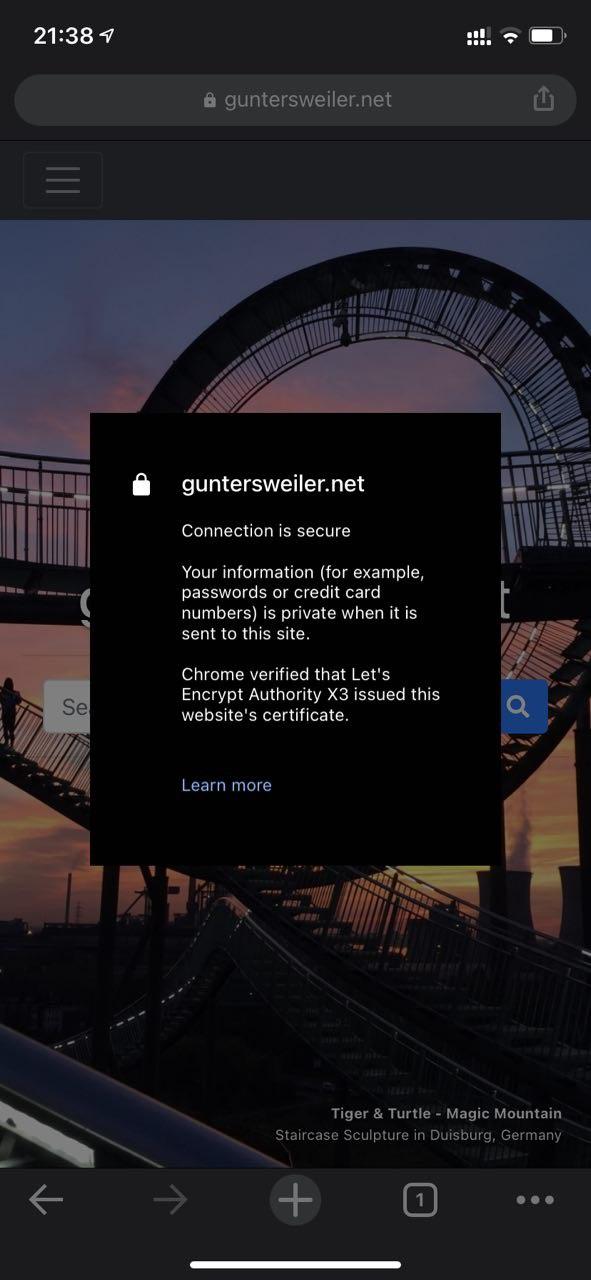 21:38
guntersweiler.net
guntersweiler.net
Connection is secure
Your information (for example,
passwords or credit card
numbers) is private when it is
sent to this site.
Chrome verified that Let's
Encrypt Authority X3 issued this
website's certificate.
Learn more
Tiger & Turtle - Magic Mountain
Staircase Sculpture in Duisburg, Germany
1